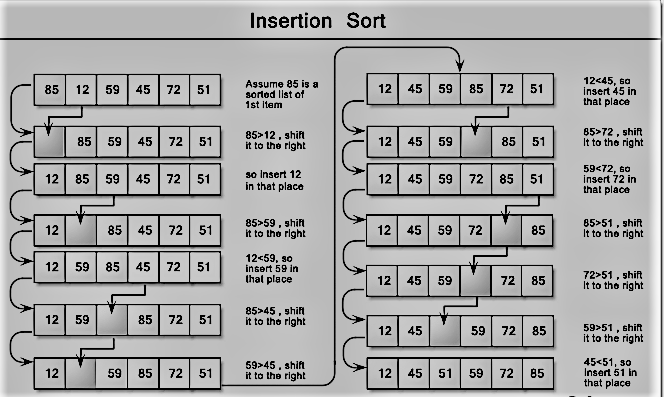 Insertion Sort
85 12 59 45 72 51
Assume 85 is a
sorted list of
1st item
85 59 45 72 51
85>12 , shift
it to the right
12 85 59 45 72 51
so insert 12
in that place
12 85 45 72 51
85>59 , shift
it to the right
12 59 85 45 72 51
12<59, so
insert 59 in
that place
12 59 85 72 51
85>45 , shift
it to the right
12 59 85 72 51
59>45 , shift
it to the right
12 45 59 85 72 51
12<45, so
insert 45 in
that place
12 45 59 85 51
85>72 , shift
it to the right
12 45 59 72 85 51
59<72, so
insert 72 in
that place
12 45 59 72 85
85>51 , shift
it to the right
12 45 59 72 85
72>51 , shift
it to the right
12 45 59 72 85
59>51 , shift
it to the right
12 45 51 59 72 85
45<51, so
insert 51 in
that place